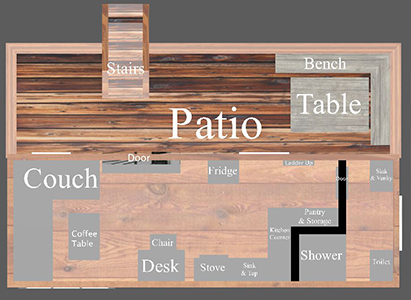 Stairs
Bench
Table
Patio
Door
Fridge
Ladder Up
Door
Sink
& Vanity
Couch
Coffee
Table
Chair
Desk
Stove
Sink
& Tap
Kitchen
Counter
Pantry
& Storage
Shower
Toilet